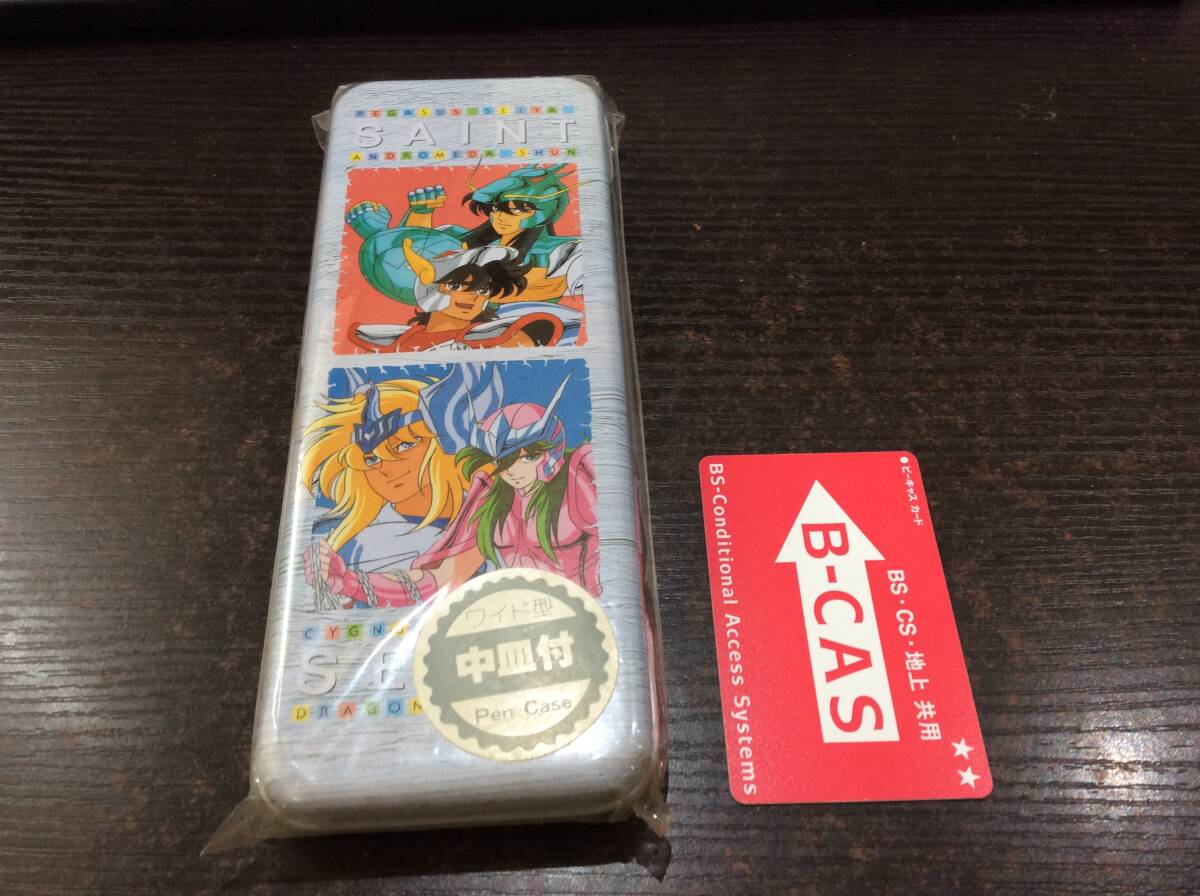 PEGASUS SEIYA
SAINT
ANDROMEDA SHUN
CYGN
SE
DRAGON
ワイド型
中皿付
Pen Case
●ビーキャス カード
B-CAS
BS・CS・地上 共用
★★
BS-Conditional Access Systems